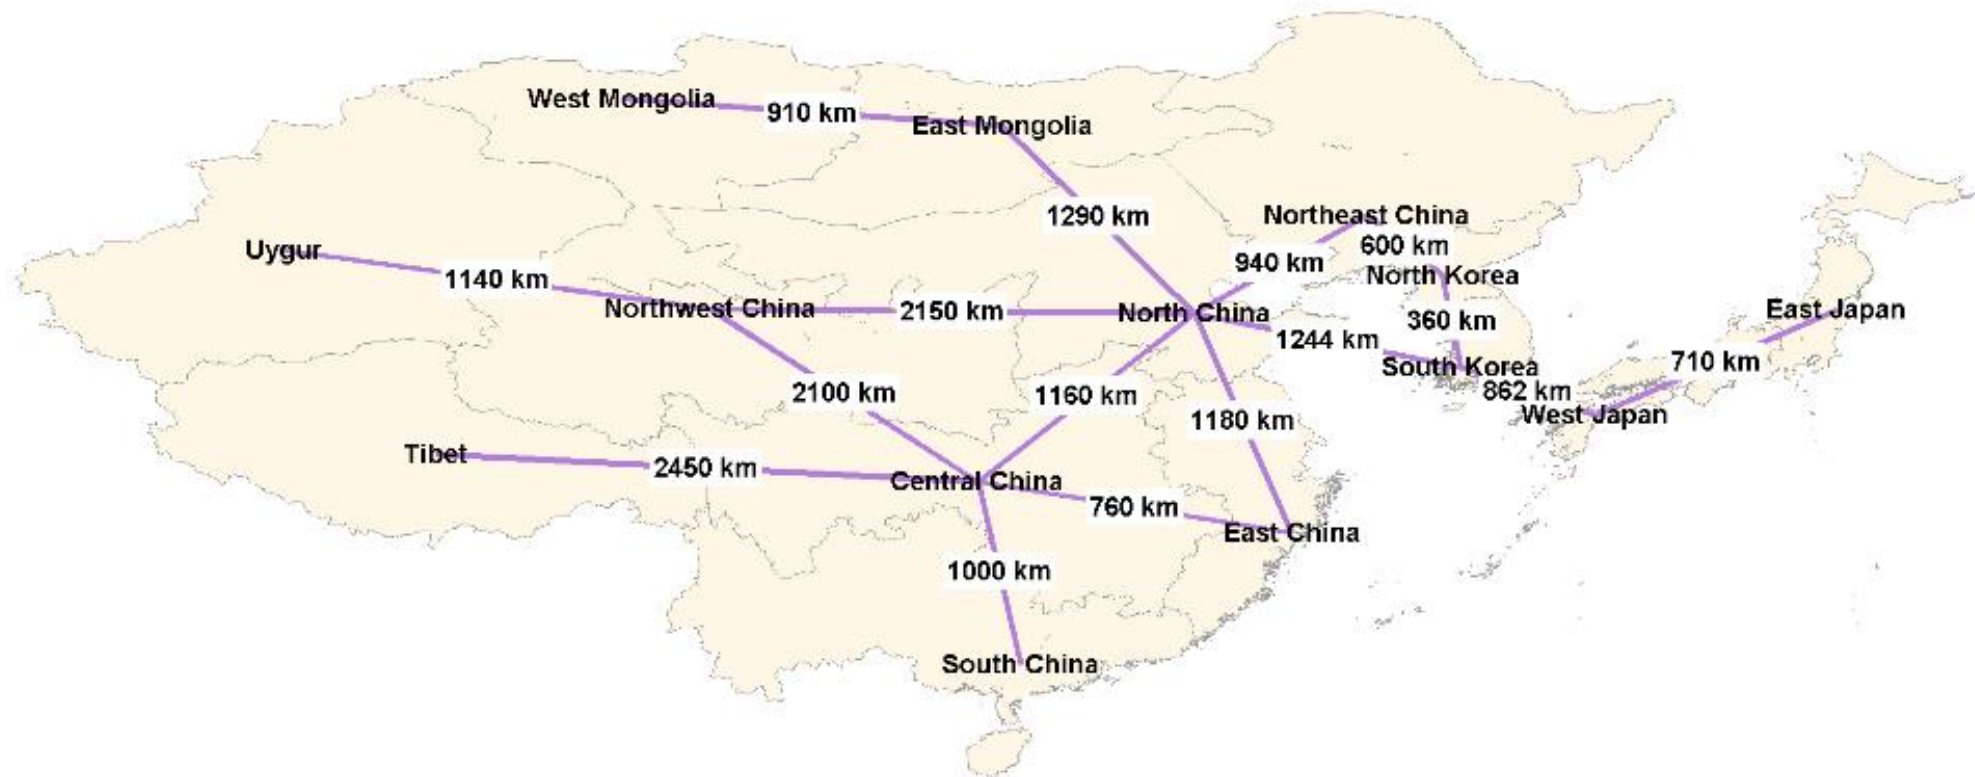 West Mongolia
910 km
East Mongolia
1290 km
Northeast China
600 km
940 km
North Korea
Uygur
1140 km
Northwest China
2150 km
North China
360 km
East Japan
1244 km
South Korea
710 km
862 km
2100 km
1160 km
West Japan
1180 km
Tibet
2450 km
Central China
760 km
East China
1000 km
South China